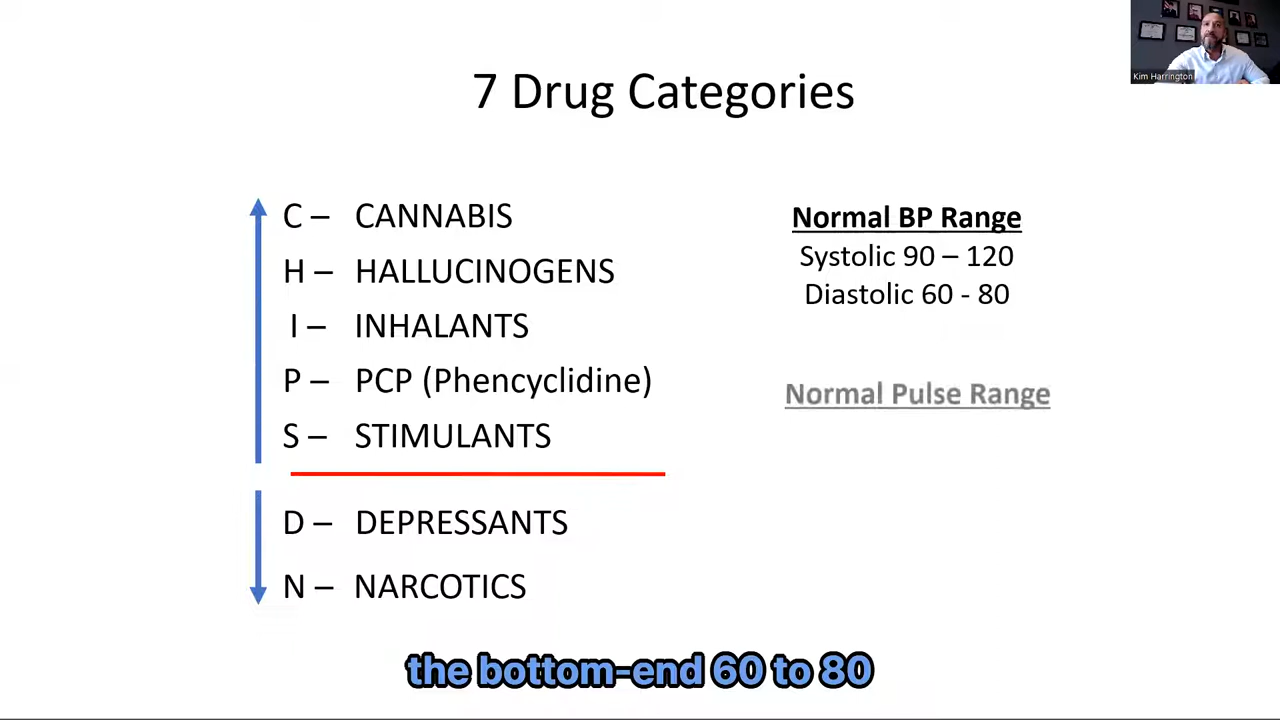 Kim Harrington
7 Drug Categories
C – CANNABIS
H – HALLUCINOGENS
I – INHALANTS
P – PCP (Phencyclidine)
S – STIMULANTS
D – DEPRESSANTS
N – NARCOTICS
Normal BP Range
Systolic 90 – 120
Diastolic 60 - 80
Normal Pulse Range
the bottom-end 60 to 80